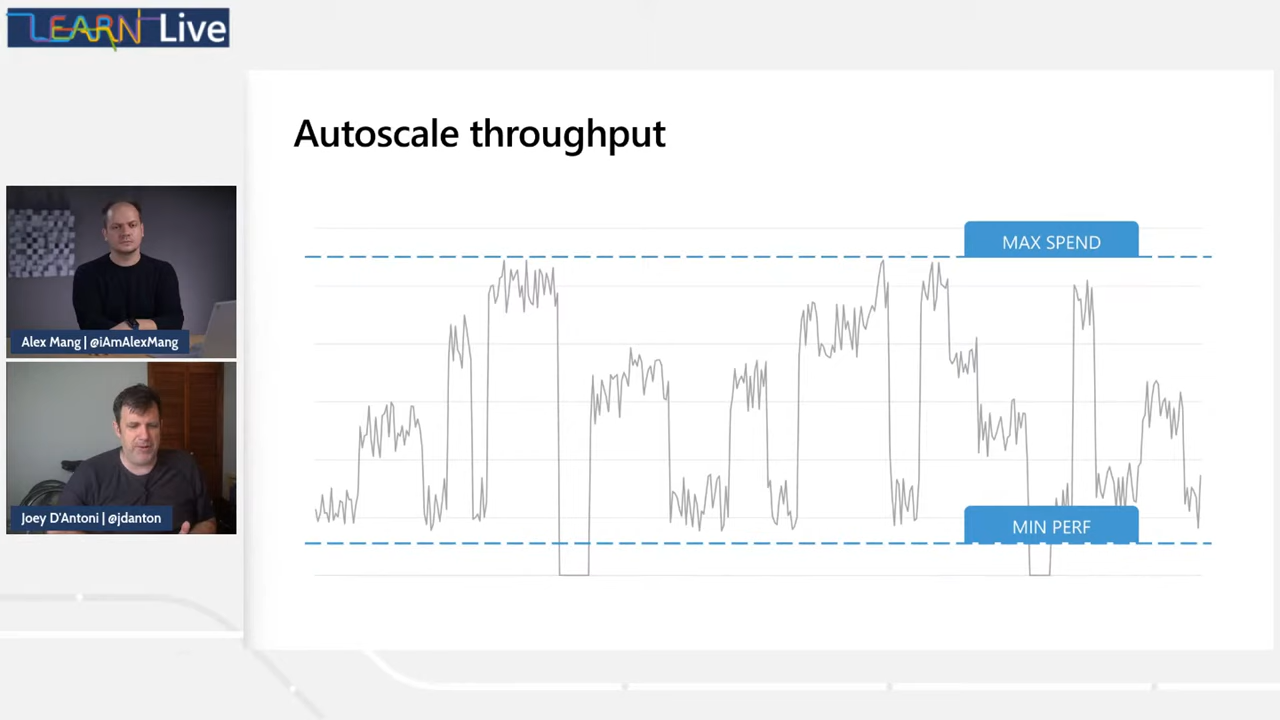 LEARN Live
Autoscale throughput
MAX SPEND
Alex Mang | @iAmAlexMang
Joey D'Antoni | @jdanton
MIN PERF